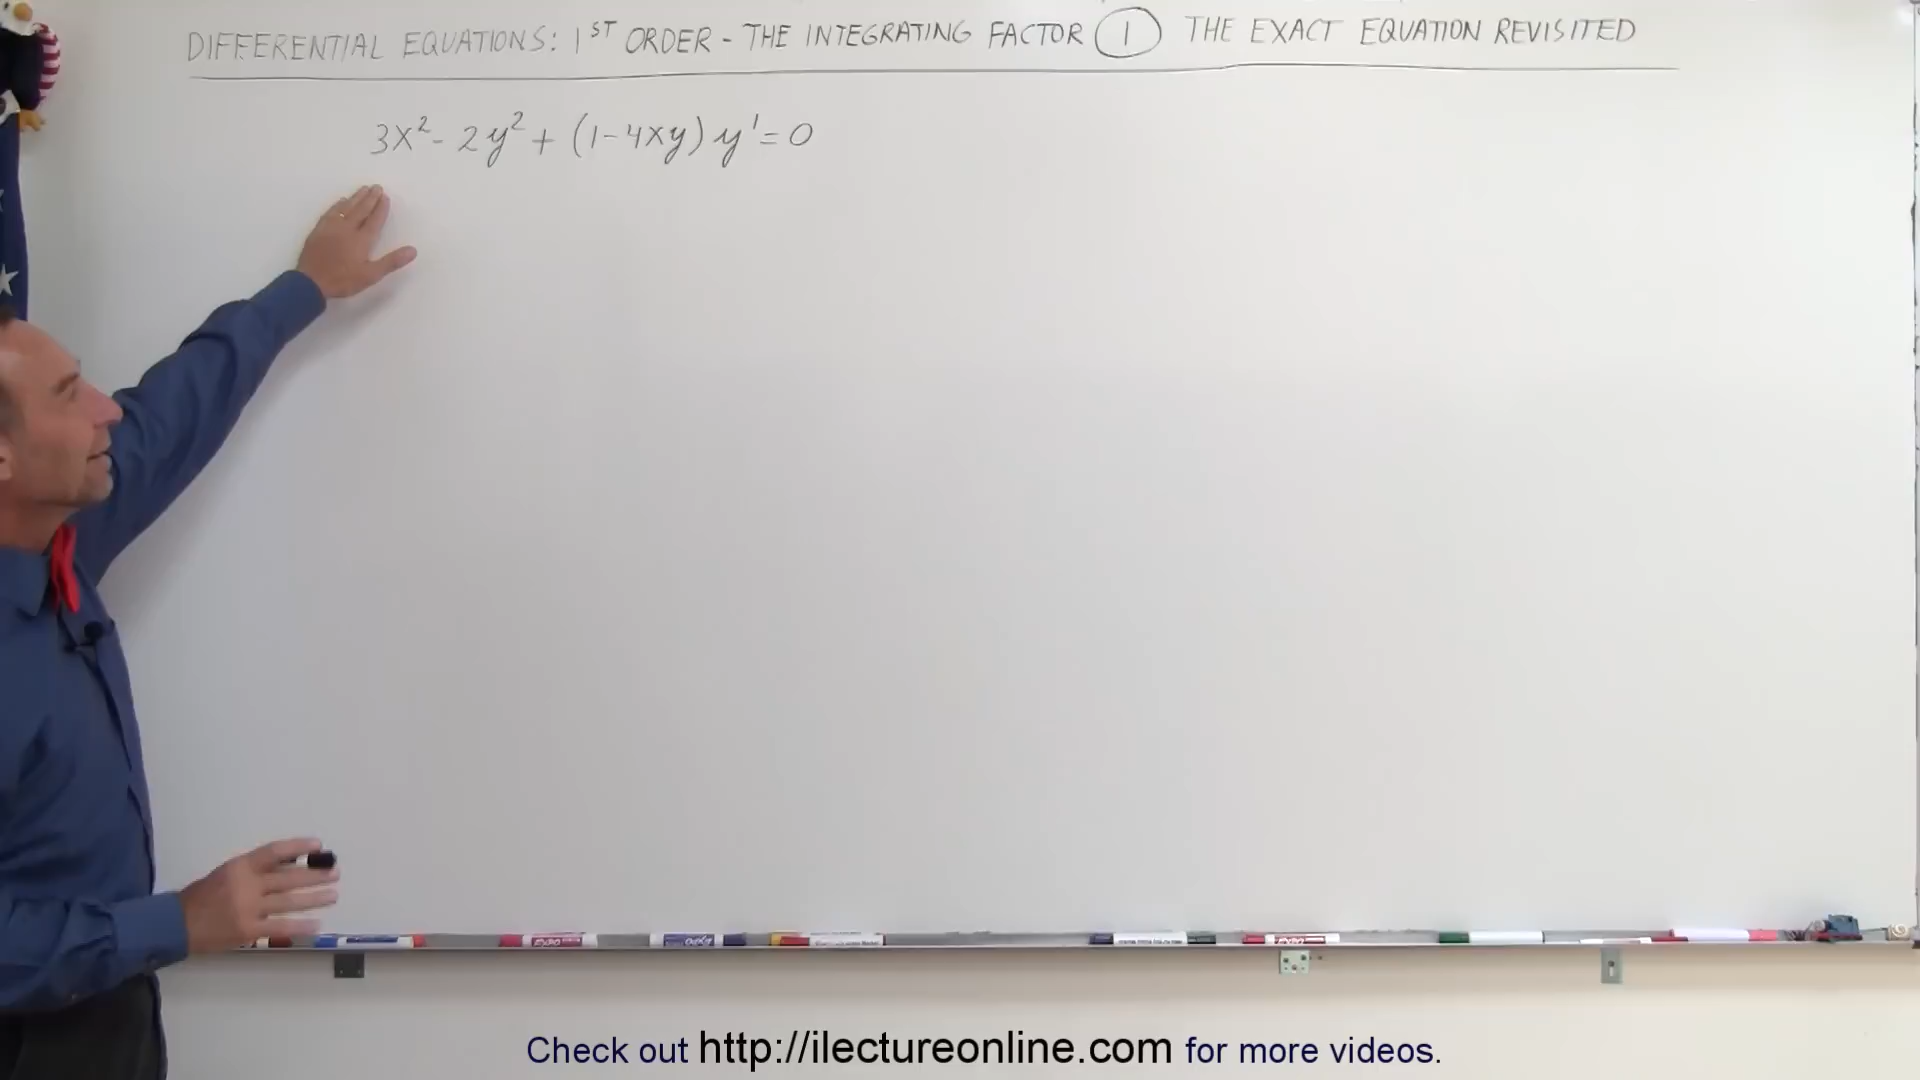 DIFFERENTIAL EQUATIONS: 1ST ORDER - THE INTEGRATING FACTOR 1 THE EXACT EQUATION REVISITED
3x² - 2y² + (1 - 4xy) y' = 0
Check out http://ilectureonline.com for more videos.